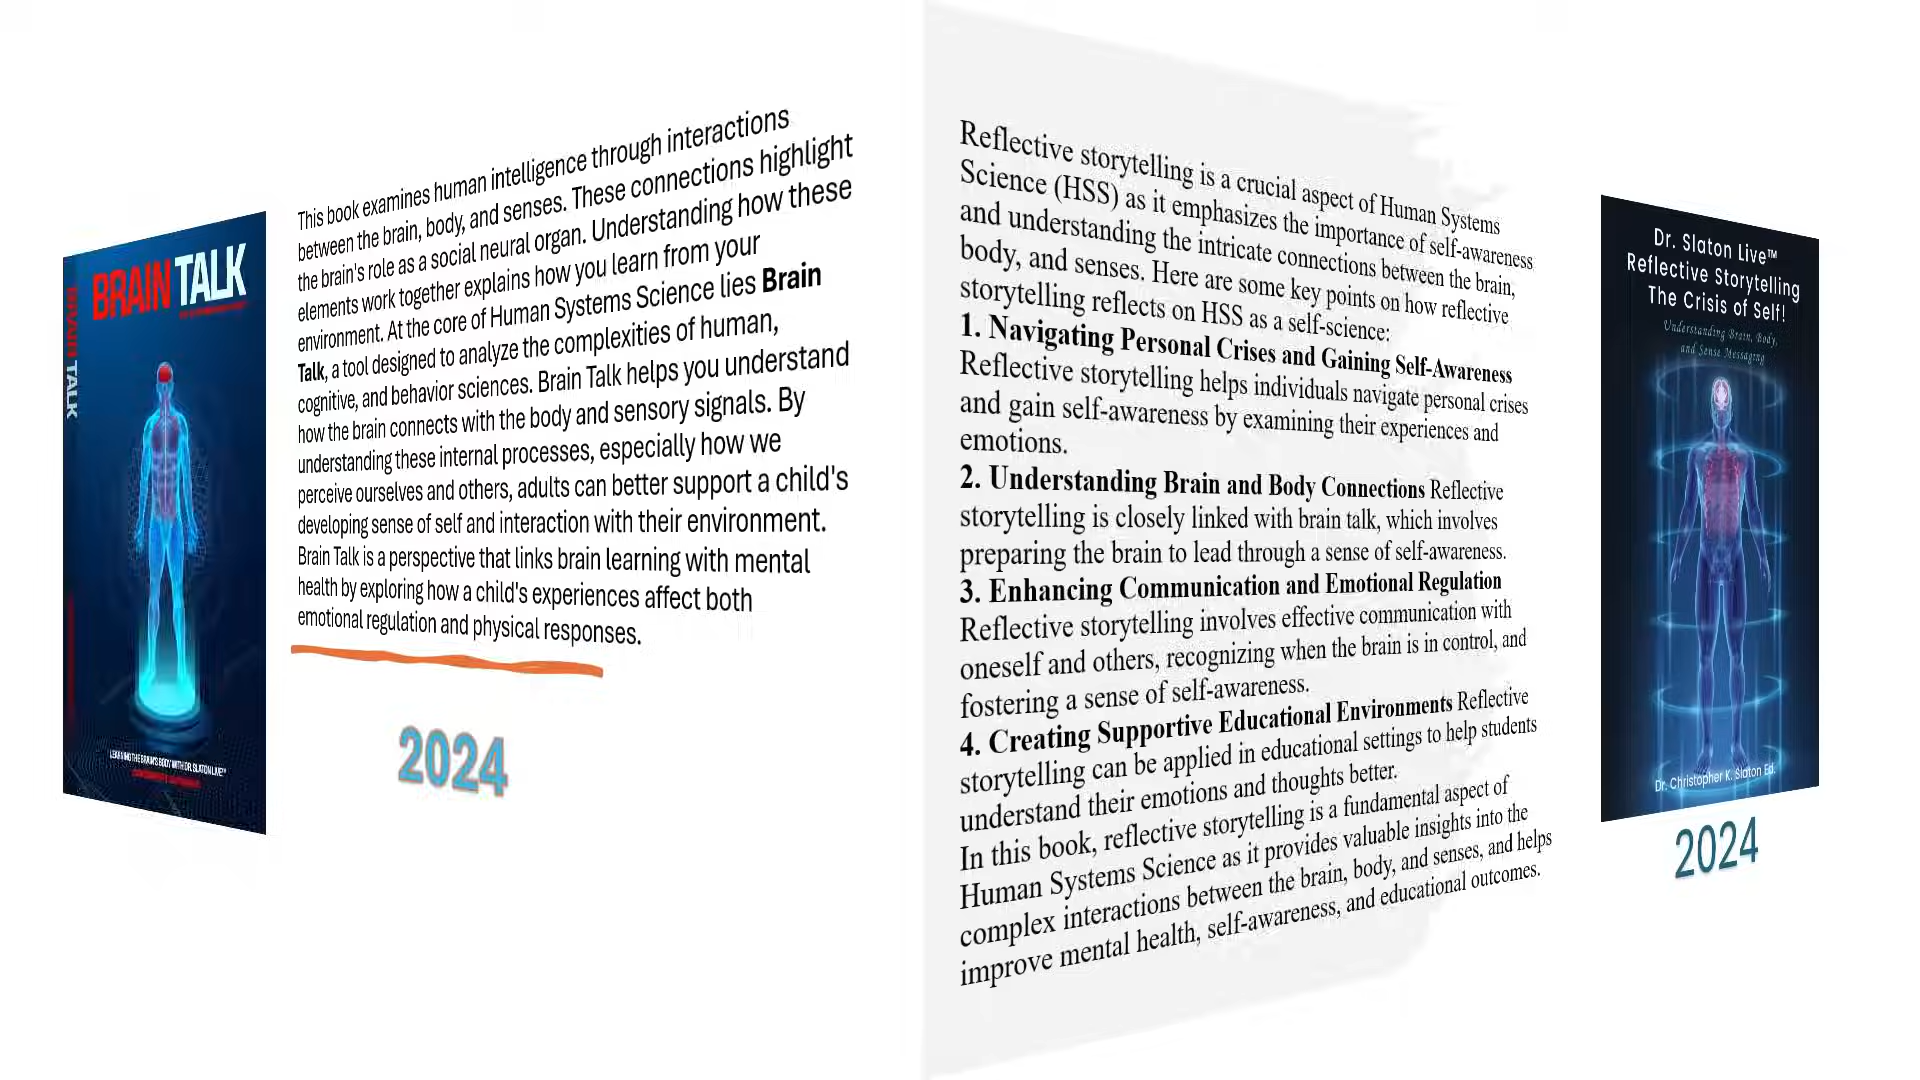 BRAIN TALK
BRAIN TALK
LEARNING THE BRAIN'S BODY WITH DR. SLATON LIVE™
This book examines human intelligence through interactions
between the brain, body, and senses. These connections highlight
the brain's role as a social neural organ. Understanding how these
elements work together explains how you learn from your
environment. At the core of Human Systems Science lies Brain
Talk, a tool designed to analyze the complexities of human,
cognitive, and behavior sciences. Brain Talk helps you understand
how the brain connects with the body and sensory signals. By
understanding these internal processes, especially how we
perceive ourselves and others, adults can better support a child's
developing sense of self and interaction with their environment.
Brain Talk is a perspective that links brain learning with mental
health by exploring how a child's experiences affect both
emotional regulation and physical responses.
2024
Reflective storytelling is a crucial aspect of Human Systems
Science (HSS) as it emphasizes the importance of self-awareness
and understanding the intricate connections between the brain,
body, and senses. Here are some key points on how reflective
storytelling reflects on HSS as a self-science:
1. Navigating Personal Crises and Gaining Self-Awareness
Reflective storytelling helps individuals navigate personal crises
and gain self-awareness by examining their experiences and
emotions.
2. Understanding Brain and Body Connections Reflective
storytelling is closely linked with brain talk, which involves
preparing the brain to lead through a sense of self-awareness.
3. Enhancing Communication and Emotional Regulation
Reflective storytelling involves effective communication with
oneself and others, recognizing when the brain is in control, and
fostering a sense of self-awareness.
4. Creating Supportive Educational Environments Reflective
storytelling can be applied in educational settings to help students
understand their emotions and thoughts better.
In this book, reflective storytelling is a fundamental aspect of
Human Systems Science as it provides valuable insights into the
complex interactions between the brain, body, and senses, and helps
improve mental health, self-awareness, and educational outcomes.
Dr. Slaton Live™
Reflective Storytelling
The Crisis of Self!
Understanding Brain, Body,
and Sense Messaging
Dr. Christopher K. Slaton Ed.
2024